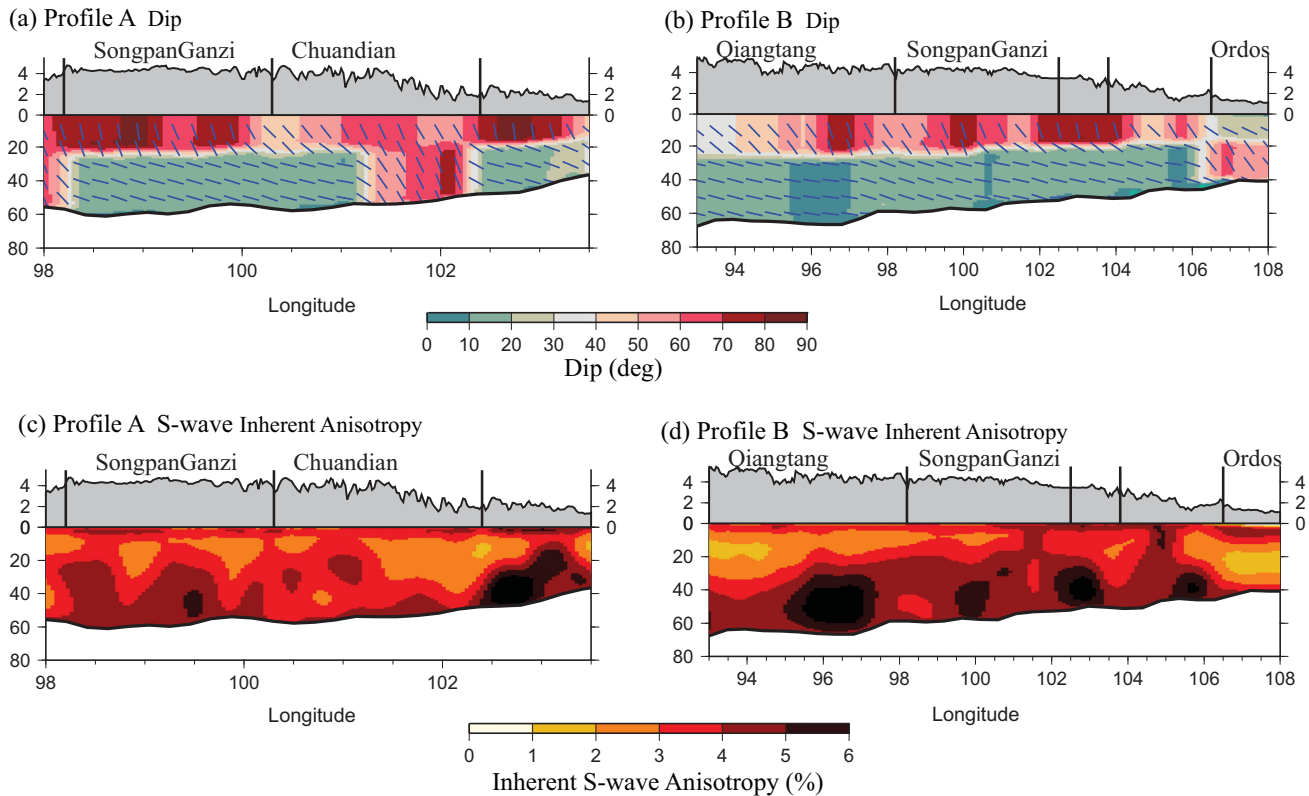 (a) Profile A Dip
SongpanGanzi Chuandian
4 4
2 2
0 0
20
40
60
80
98 100 102
Longitude
(b) Profile B Dip
Qiangtang SongpanGanzi Ordos
4 4
2 2
0 0
20
40
60
80
94 96 98 100 102 104 106 108
Longitude
0 10 20 30 40 50 60 70 80 90
Dip (deg)
(c) Profile A S-wave Inherent Anisotropy
SongpanGanzi Chuandian
4 4
2 2
0 0
20
40
60
80
98 100 102
Longitude
(d) Profile B S-wave Inherent Anisotropy
Qiangtang SongpanGanzi Ordos
4 4
2 2
0 0
20
40
60
80
94 96 98 100 102 104 106 108
Longitude
0 1 2 3 4 5 6
Inherent S-wave Anisotropy (%)